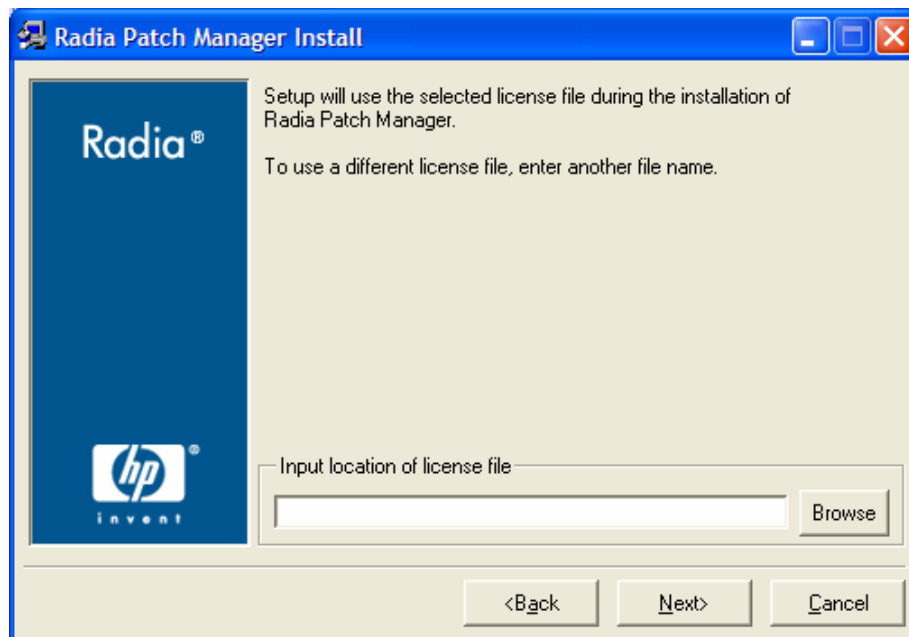 Radia Patch Manager Install
Radia®
Setup will use the selected license file during the installation of
Radia Patch Manager.
To use a different license file, enter another file name.
hp®
invent
Input location of license file
Browse
<Back
Next>
Cancel